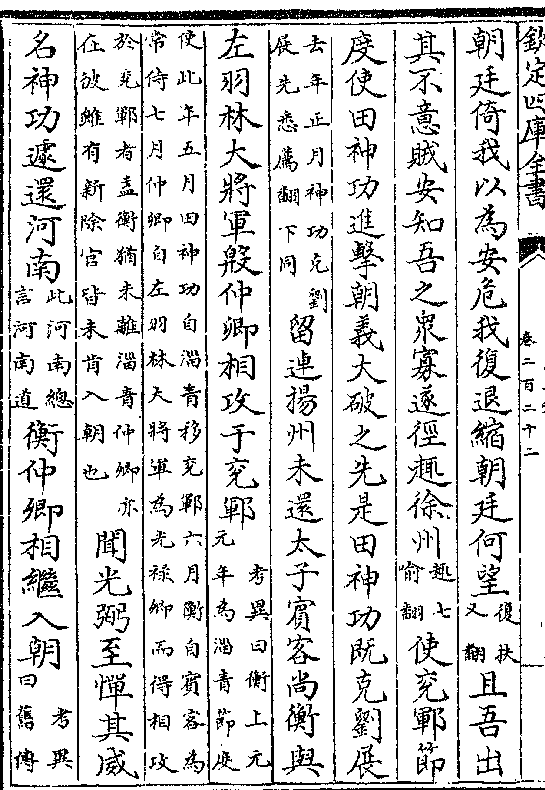 欽定四庫全書 卷二百二十二
朝廷倚我以為安危我復退縮朝廷何望復扶又翻且吾出
其不意賊安知吾之衆寡遂徑趣徐州趣七喻翻使兖鄆節
度使田神功進擊朝義大破之先是田神功既克劉展
去年正月神功克劉展先悉薦翻下同留連揚州未還太子賓客尚衡與
左羽林大將軍殷仲卿相攻于兖鄆考異曰衡上元元年為淄青節度
使此年五月田神功自淄青移兖鄆六月衡自賓客為常侍七月仲卿自左羽林大將軍為光禄卿而得相攻
於兖鄆者盖衡猶未離淄青仲卿亦在彼雖有新除官皆未肯入朝也聞光弼至憚其威
名神功遽還河南此河南總言河南道衡仲卿相繼入朝考異曰舊傳